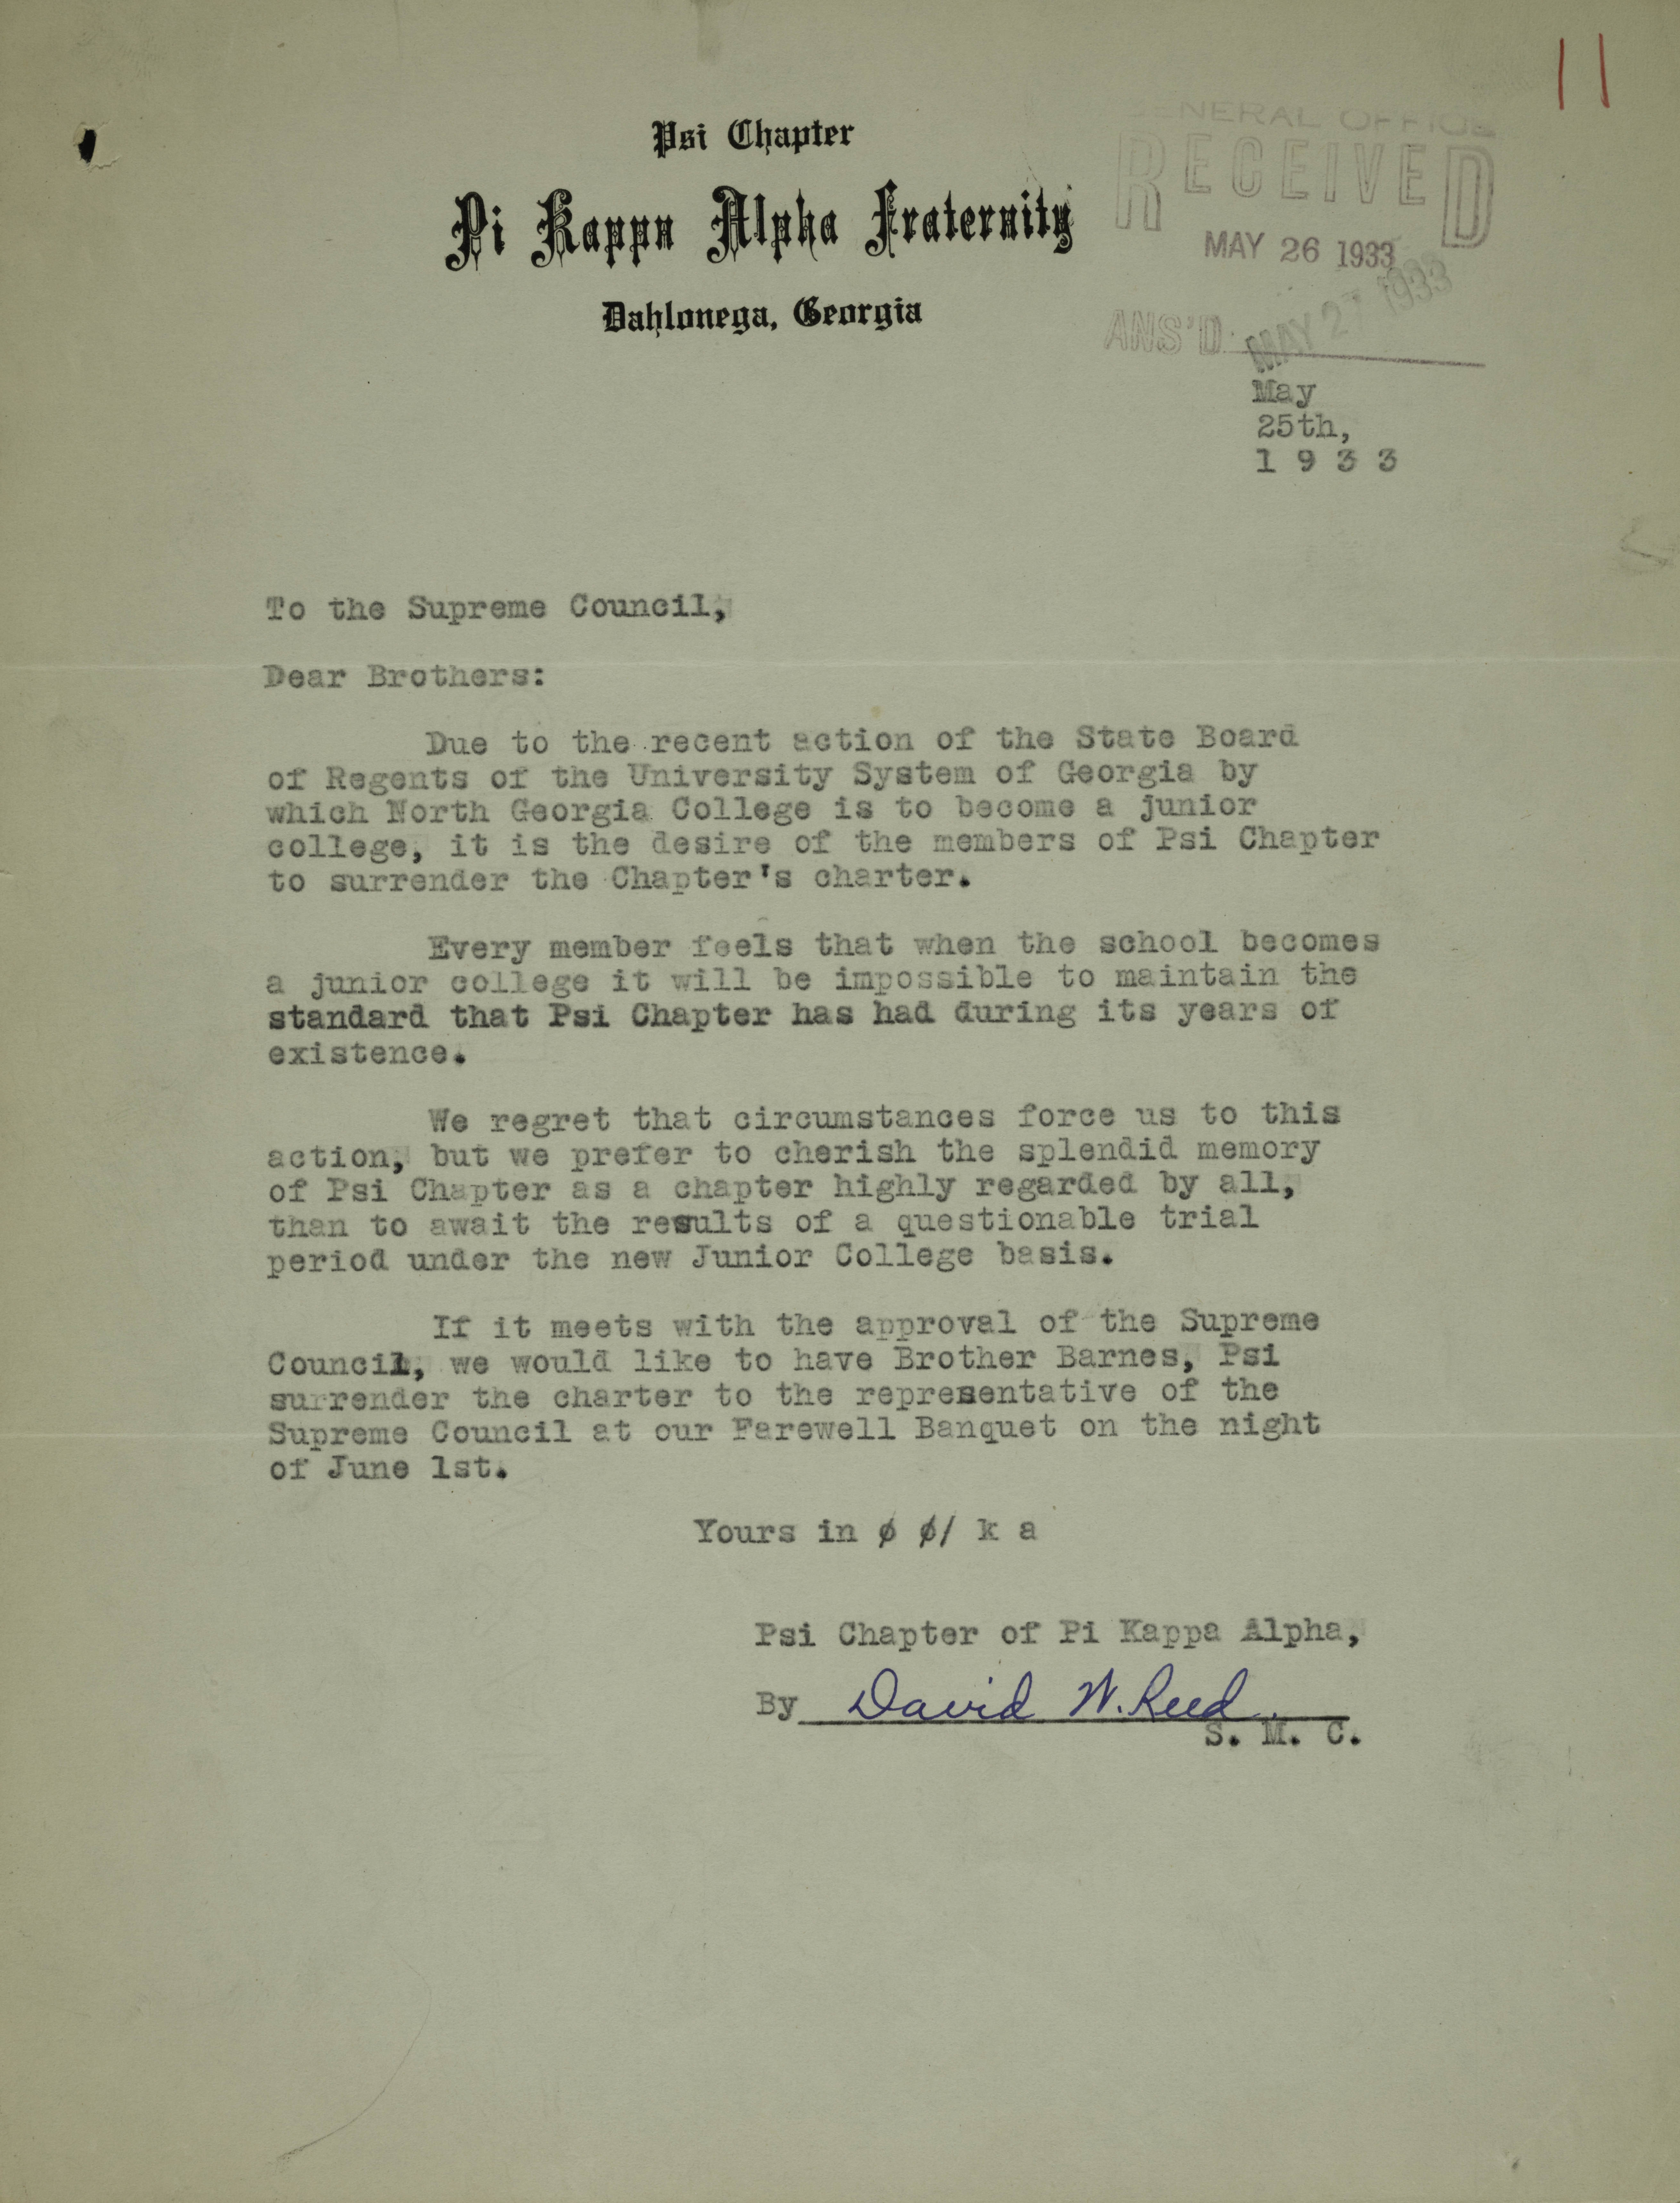 11
Psi Chapter
Pi Kappa Alpha Fraternity
Dahlonega, Georgia
GENERAL OFFICE
RECEIVED
MAY 26 1933
ANS'D. MAY 27 1933
May
25th,
1 9 3 3
To the Supreme Council,
Dear Brothers:
Due to the recent action of the State Board
of Regents of the University System of Georgia by
which North Georgia College is to become a junior
college, it is the desire of the members of Psi Chapter
to surrender the Chapter's charter.
Every member feels that when the school becomes
a junior college it will be impossible to maintain the
standard that Psi Chapter has had during its years of
existence.
We regret that circumstances force us to this
action, but we prefer to cherish the splendid memory
of Psi Chapter as a chapter highly regarded by all,
than to await the results of a questionable trial
period under the new Junior College basis.
If it meets with the approval of the Supreme
Council, we would like to have Brother Barnes, Psi
surrender the charter to the representative of the
Supreme Council at our Farewell Banquet on the night
of June 1st.
Yours in ø ø/ k a
Psi Chapter of Pi Kappa Alpha,
By David W. Reed
S. M. C.